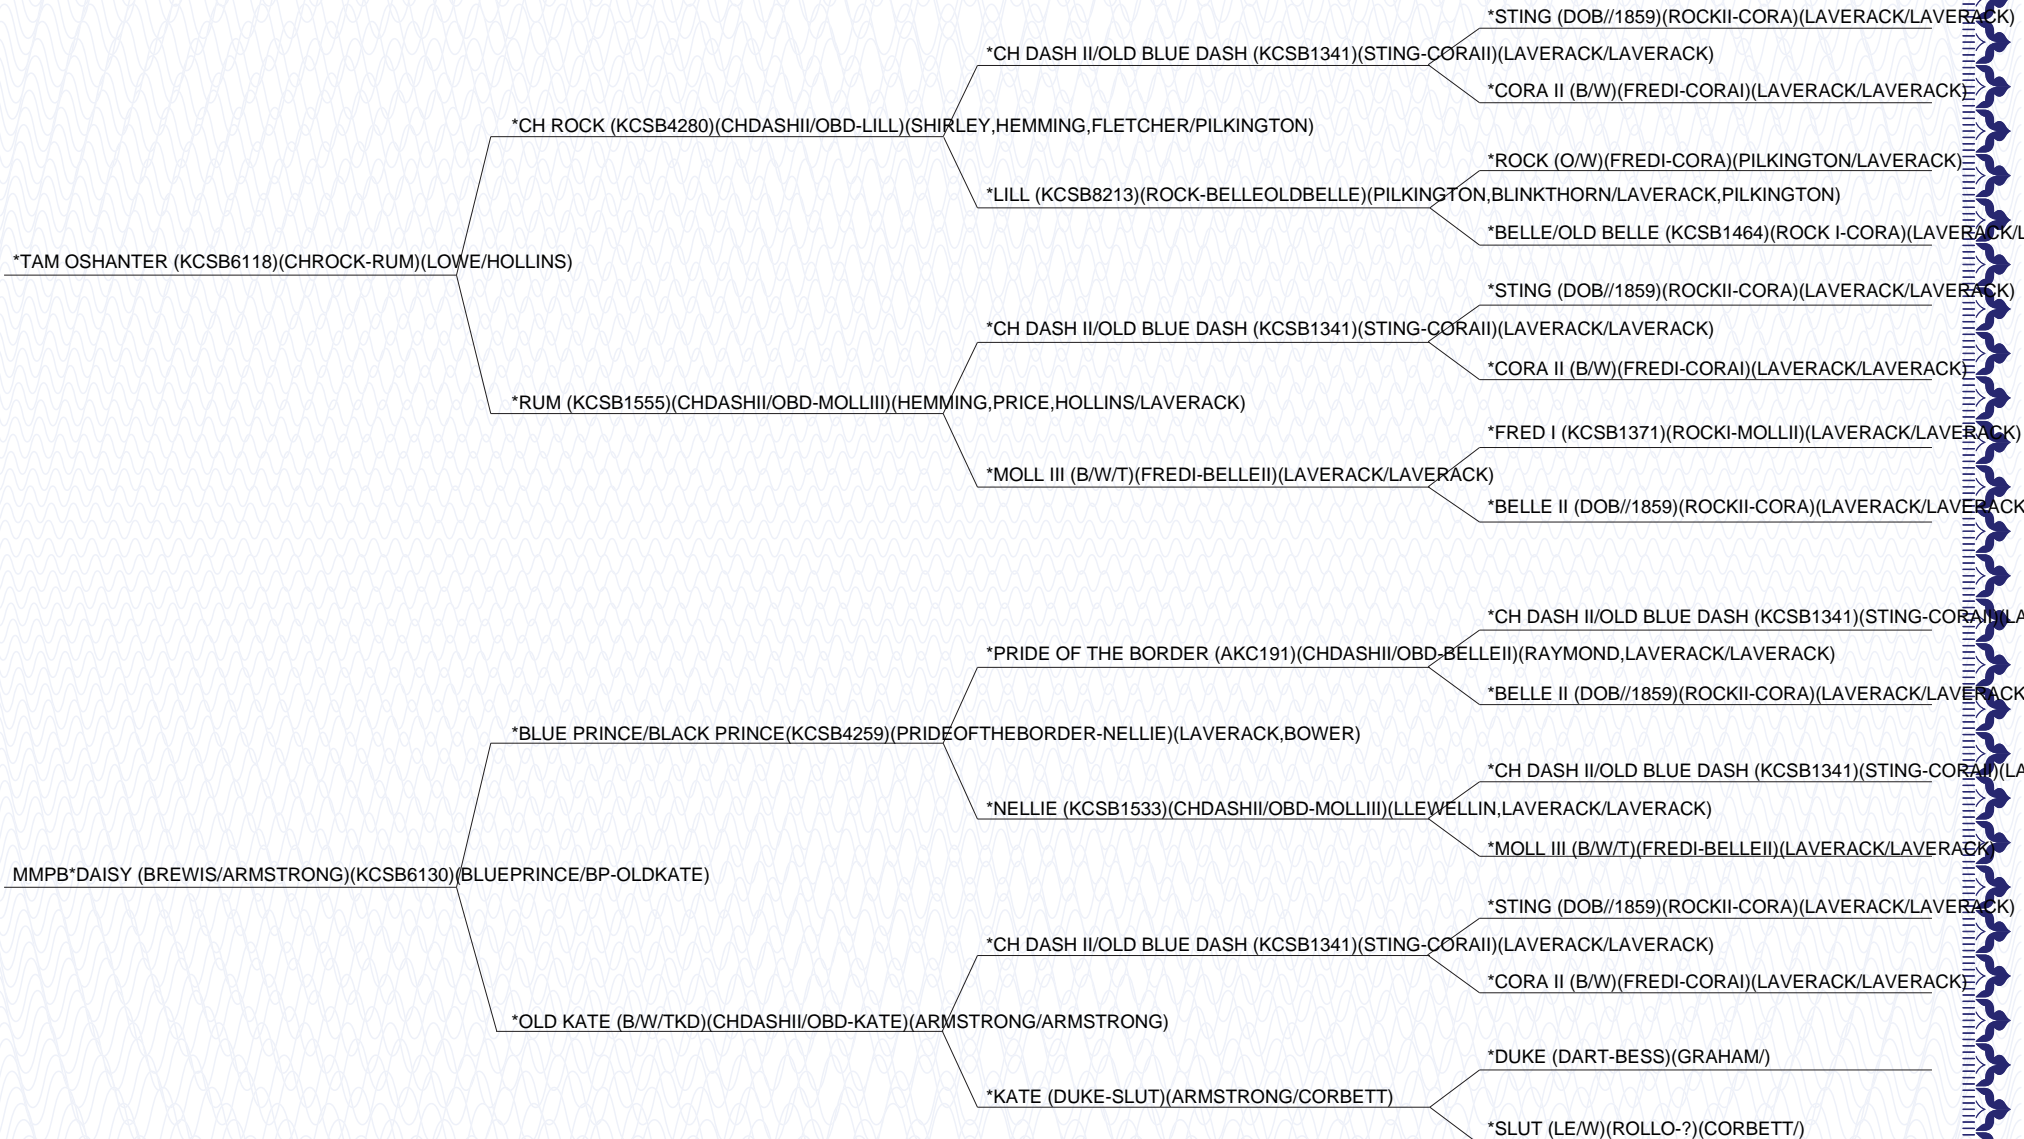 *STING (DOB//1859)(ROCKII-CORA)(LAVERACK/LAVERACK)
*CH DASH II/OLD BLUE DASH (KCSB1341)(STING-CORAII)(LAVERACK/LAVERACK)
*CORA II (B/W)(FREDI-CORAI)(LAVERACK/LAVERACK)
*CH ROCK (KCSB4280)(CHDASHII/OBD-LILL)(SHIRLEY,HEMMING,FLETCHER/PILKINGTON)
*ROCK (O/W)(FREDI-CORA)(PILKINGTON/LAVERACK)
*LILL (KCSB8213)(ROCK-BELLEOLDBELLE)(PILKINGTON,BLINKTHORN/LAVERACK,PILKINGTON)
*BELLE/OLD BELLE (KCSB1464)(ROCK I-CORA)(LAVERACK/L
*TAM OSHANTER (KCSB6118)(CHROCK-RUM)(LOWE/HOLLINS)
*STING (DOB//1859)(ROCKII-CORA)(LAVERACK/LAVERACK)
*CH DASH II/OLD BLUE DASH (KCSB1341)(STING-CORAII)(LAVERACK/LAVERACK)
*CORA II (B/W)(FREDI-CORAI)(LAVERACK/LAVERACK)
*RUM (KCSB1555)(CHDASHII/OBD-MOLLIII)(HEMMING,PRICE,HOLLINS/LAVERACK)
*FRED I (KCSB1371)(ROCKI-MOLLII)(LAVERACK/LAVERACK)
*MOLL III (B/W/T)(FREDI-BELLEII)(LAVERACK/LAVERACK)
*BELLE II (DOB//1859)(ROCKII-CORA)(LAVERACK/LAVERACK
*CH DASH II/OLD BLUE DASH (KCSB1341)(STING-CORAII)(LA
*PRIDE OF THE BORDER (AKC191)(CHDASHII/OBD-BELLEII)(RAYMOND,LAVERACK/LAVERACK)
*BELLE II (DOB//1859)(ROCKII-CORA)(LAVERACK/LAVERACK
*BLUE PRINCE/BLACK PRINCE(KCSB4259)(PRIDEOFTHEBORDER-NELLIE)(LAVERACK,BOWER)
*CH DASH II/OLD BLUE DASH (KCSB1341)(STING-CORAII)(LA
*NELLIE (KCSB1533)(CHDASHII/OBD-MOLLIII)(LLEWELLIN,LAVERACK/LAVERACK)
*MOLL III (B/W/T)(FREDI-BELLEII)(LAVERACK/LAVERACK)
MMPB*DAISY (BREWIS/ARMSTRONG)(KCSB6130)(BLUEPRINCE/BP-OLDKATE)
*STING (DOB//1859)(ROCKII-CORA)(LAVERACK/LAVERACK)
*CH DASH II/OLD BLUE DASH (KCSB1341)(STING-CORAII)(LAVERACK/LAVERACK)
*CORA II (B/W)(FREDI-CORAI)(LAVERACK/LAVERACK)
*OLD KATE (B/W/TKD)(CHDASHII/OBD-KATE)(ARMSTRONG/ARMSTRONG)
*DUKE (DART-BESS)(GRAHAM/)
*KATE (DUKE-SLUT)(ARMSTRONG/CORBETT)
*SLUT (LE/W)(ROLLO-?)(CORBETT/)